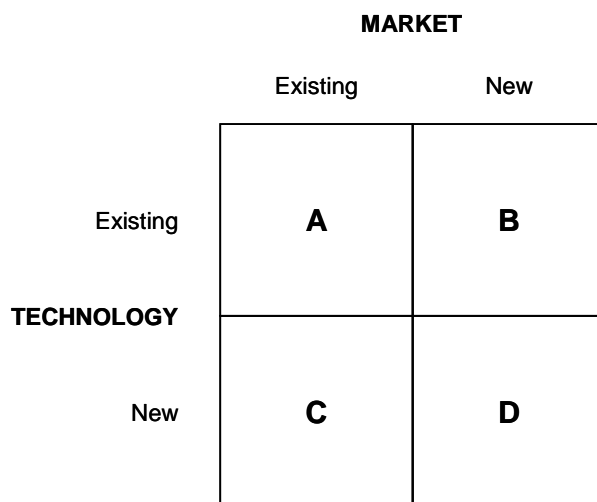 MARKET
Existing New
Existing A B
TECHNOLOGY
New C D